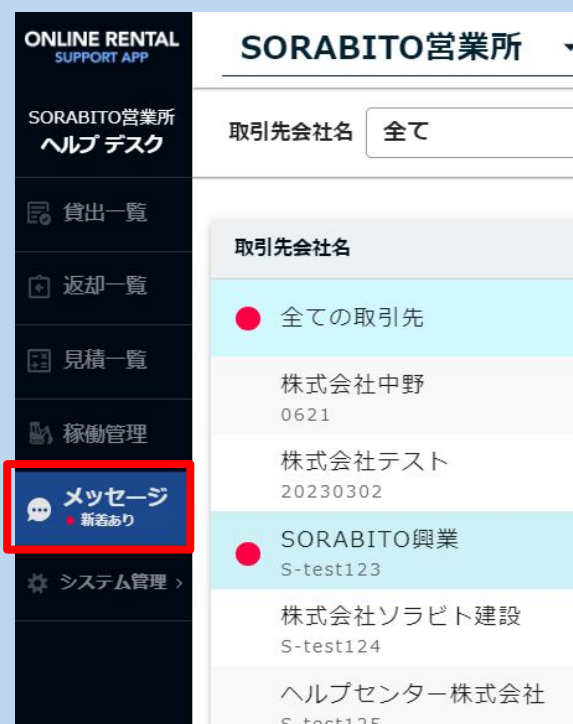 ONLINE RENTAL
SUPPORT APP
SORABITO営業所
ヘルプ デスク
貸出一覧
返却一覧
見積一覧
稼働管理
メッセージ
新着あり
システム管理 ›
SORABITO営業所
取引先会社名 全て
取引先会社名
全ての取引先
株式会社中野
0621
株式会社テスト
20230302
SORABITO興業
S-test123
株式会社ソラビト建設
S-test124
ヘルプセンター株式会社
S-test125